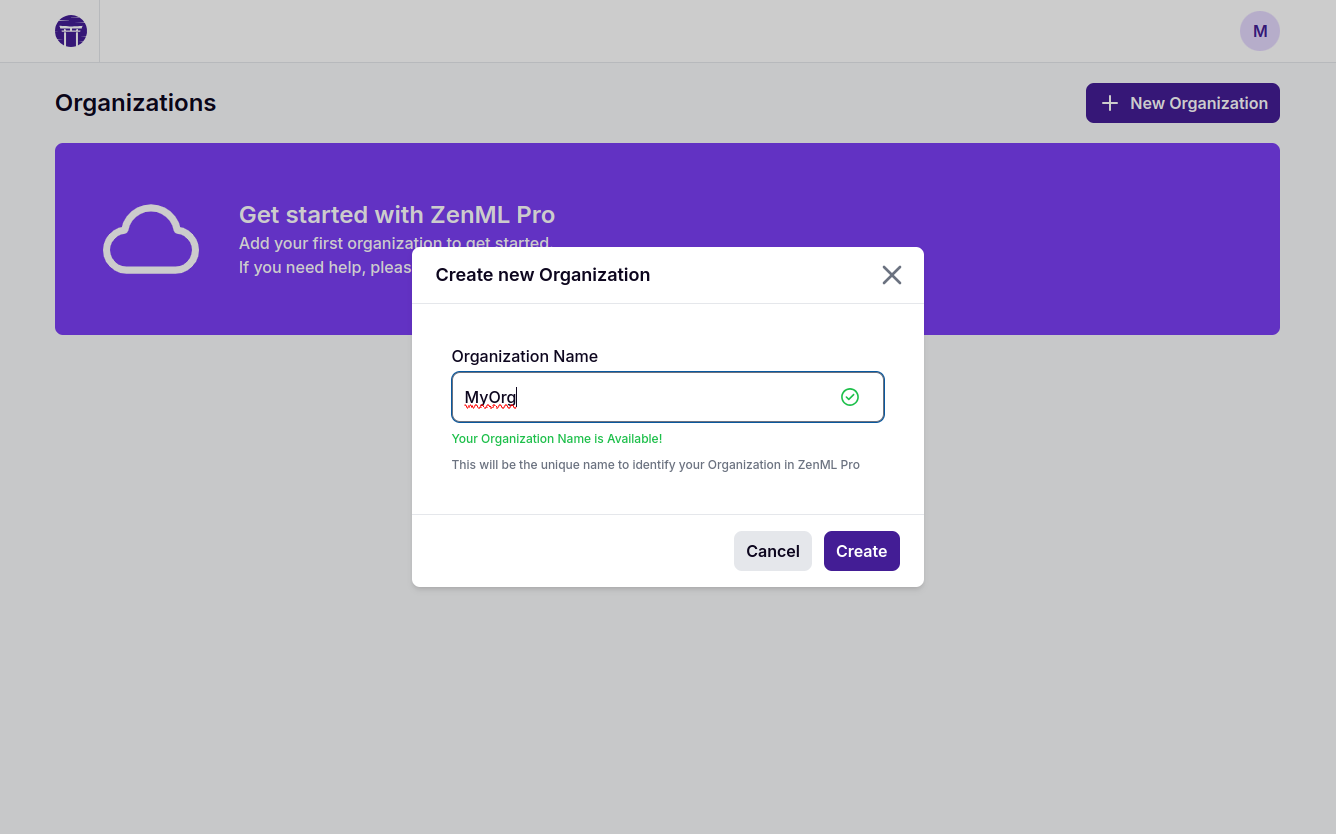 M
Organizations
New Organization
Get started with ZenML Pro
Add your first organization to get started
If you need help, pleas
Create new Organization
Organization Name
MyOrg
Your Organization Name is Available!
This will be the unique name to identify your Organization in ZenML Pro
Cancel
Create